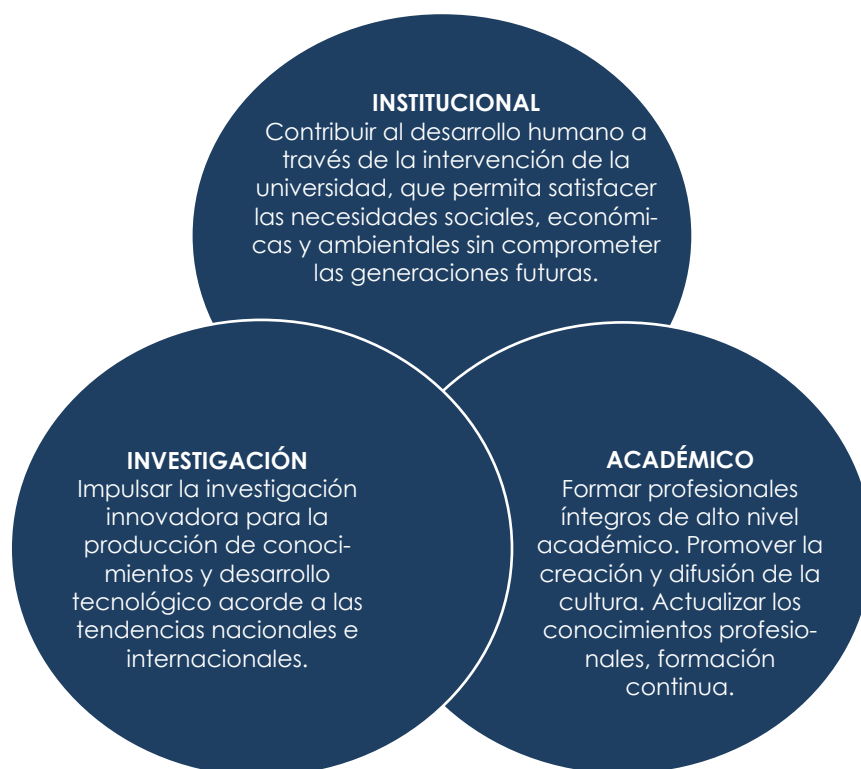 INSTITUCIONAL
Contribuir al desarrollo humano a
través de la intervención de la
universidad, que permita satisfacer
las necesidades sociales, económi-
cas y ambientales sin comprometer
las generaciones futuras.
INVESTIGACIÓN
Impulsar la investigación
innovadora para la
producción de conoci-
mientos y desarrollo
tecnológico acorde a las
tendencias nacionales e
internacionales.
ACADÉMICO
Formar profesionales
íntegros de alto nivel
académico. Promover la
creación y difusión de la
cultura. Actualizar los
conocimientos profesio-
nales, formación
continua.